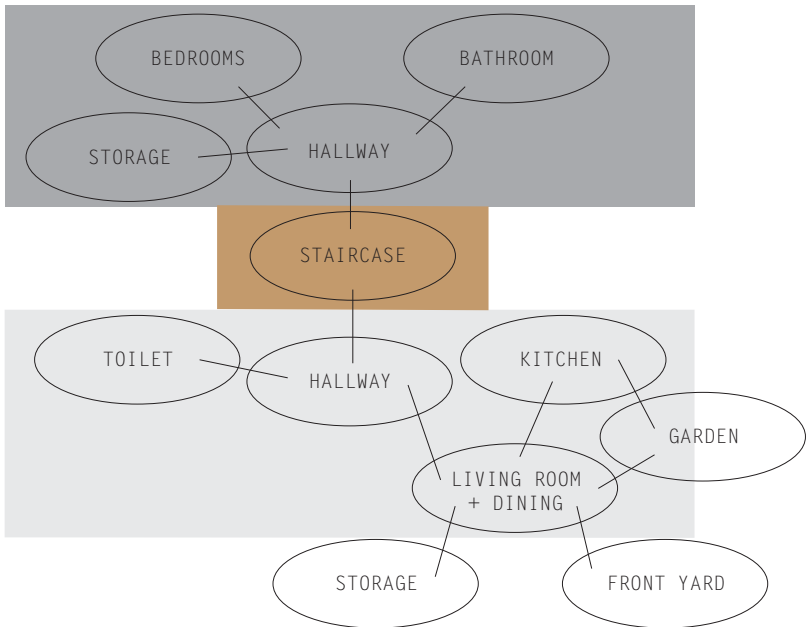 BEDROOMS
BATHROOM
STORAGE
HALLWAY
STAIRCASE
TOILET
HALLWAY
KITCHEN
GARDEN
LIVING ROOM
+ DINING
STORAGE
FRONT YARD